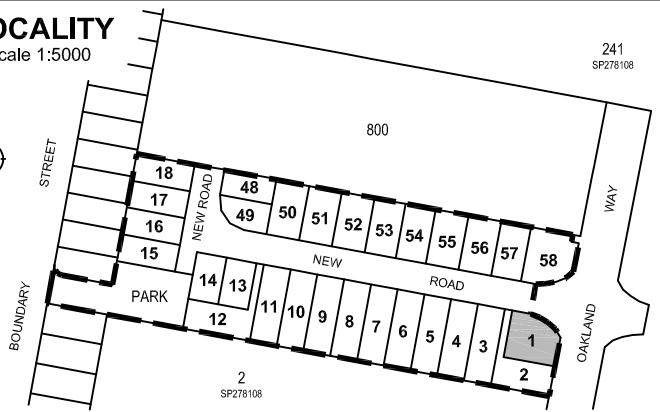 OCALITY
cale 1:5000
241
SP278108
800
STREET
WAY
18
17
16
15
NEW ROAD
48
49
50
51
52
53
54
55
56
57
58
NEW
ROAD
PARK
14
13
12
11
10
9
8
7
6
5
4
3
1
2
OAKLAND
BOUNDARY
2
SP278108